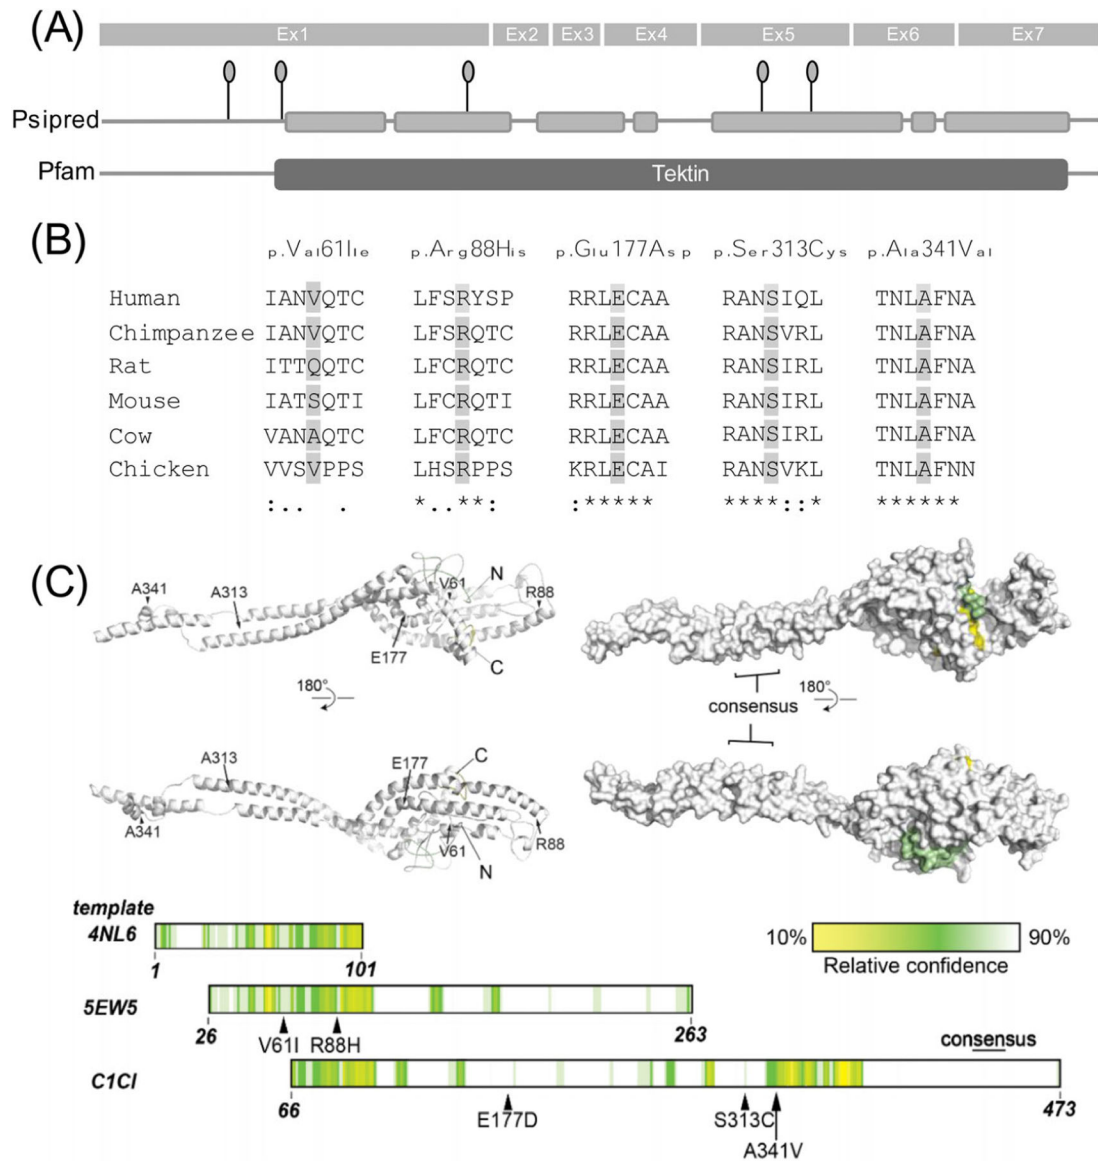 (A)
Ex1 Ex2 Ex3 Ex4 Ex5 Ex6 Ex7
Psipred
Pfam Tektin
(B)
p.Val61Ile p.Arg88His p.Glu177Asp p.Ser313Cys p.Ala341Val
Human IANVQTC LFSRYSP RRLECAA RANSIQL TNLAFNA
Chimpanzee IANVQTC LFSRQTC RRLECAA RANSVRL TNLAFNA
Rat ITTQQTC LFCRQTC RRLECAA RANSIRL TNLAFNA
Mouse IATSQTI LFCRQTI RRLECAA RANSIRL TNLAFNA
Cow VANAQTC LFCRQTC RRLECAA RANSIRL TNLAFNA
Chicken VVSVPPS LHSRPPS KRLECAI RANSVKL TNLAFNN
:.. . *..**: :***** ****::* ******
(C)
A341 A313 V61 N R88
E177 C
180°
consensus
180°
A313 E177 C
A341 V61 R88
N
template
4NL6
1 101
10% 90%
Relative confidence
5EW5
26 263
V61I R88H
consensus
C1CI
66 473
E177D S313C
A341V